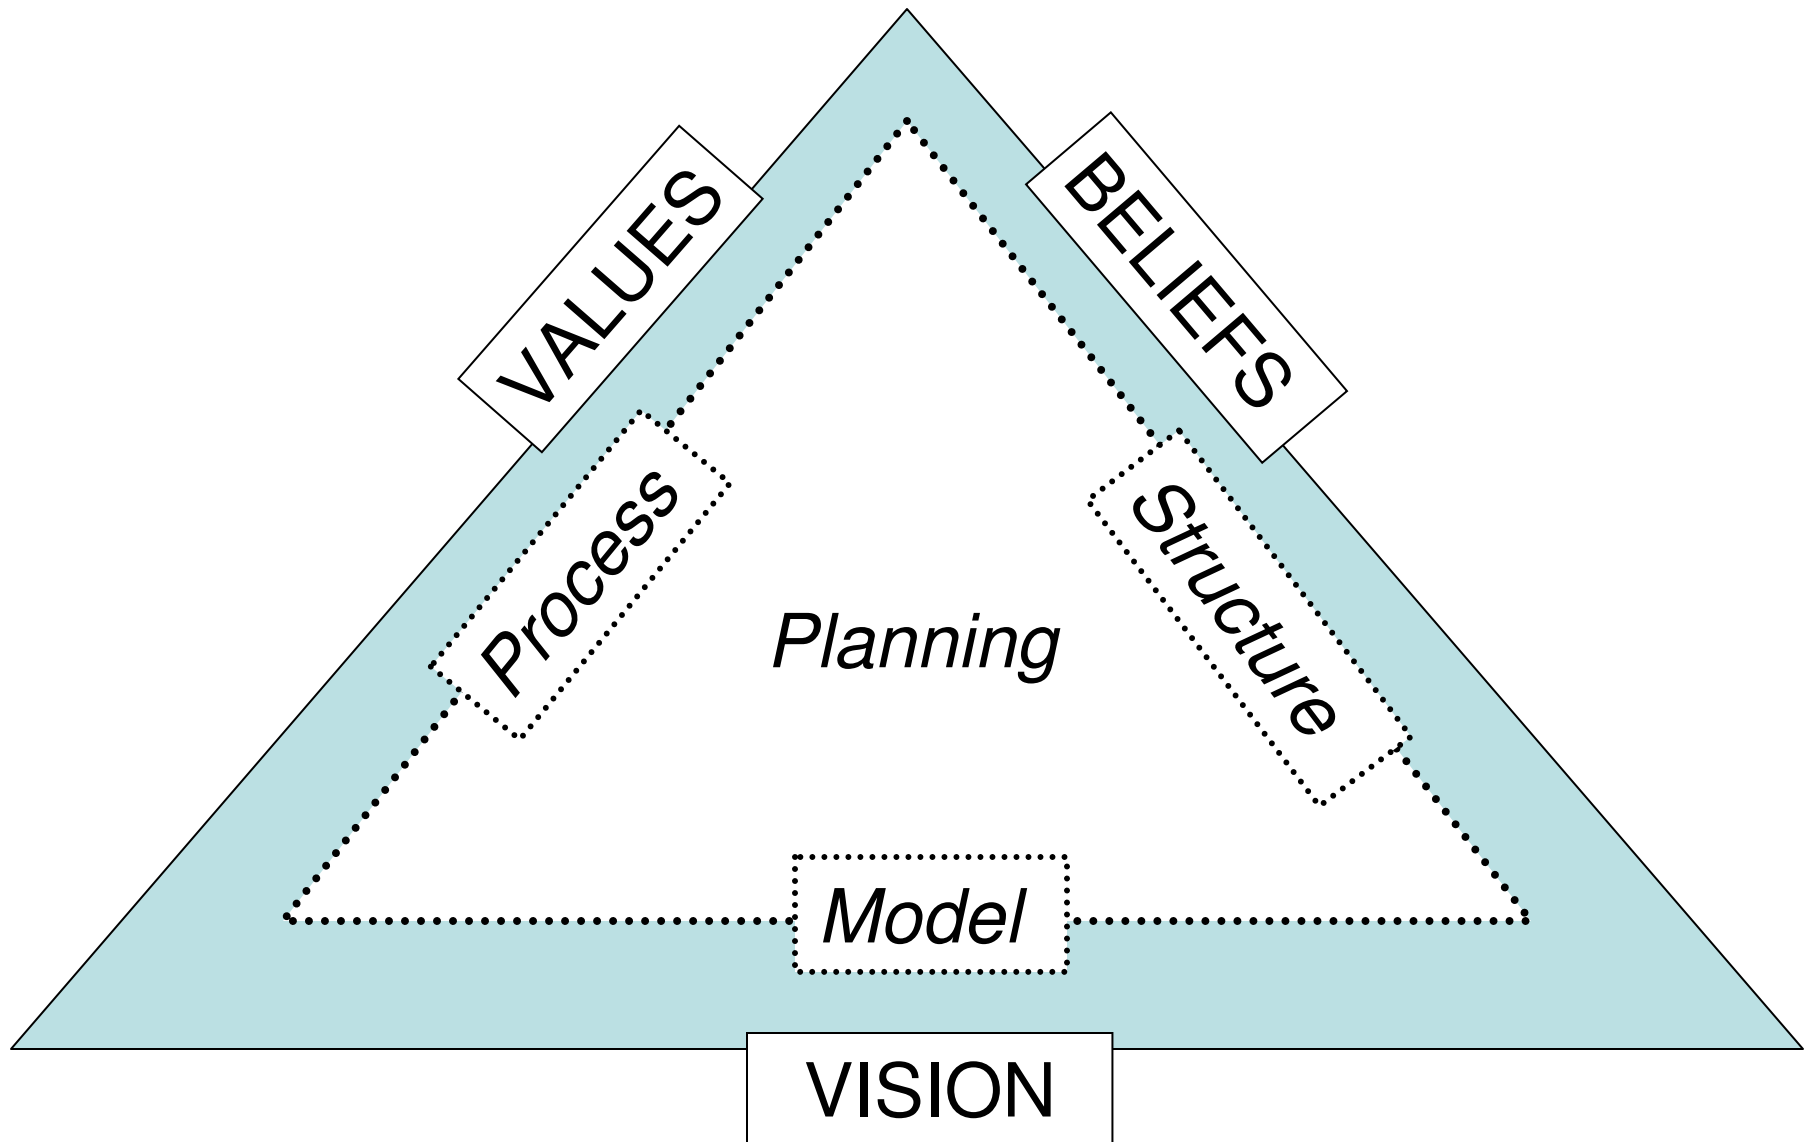 VALUES
BELIEFS
Process
Structure
Planning
Model
VISION